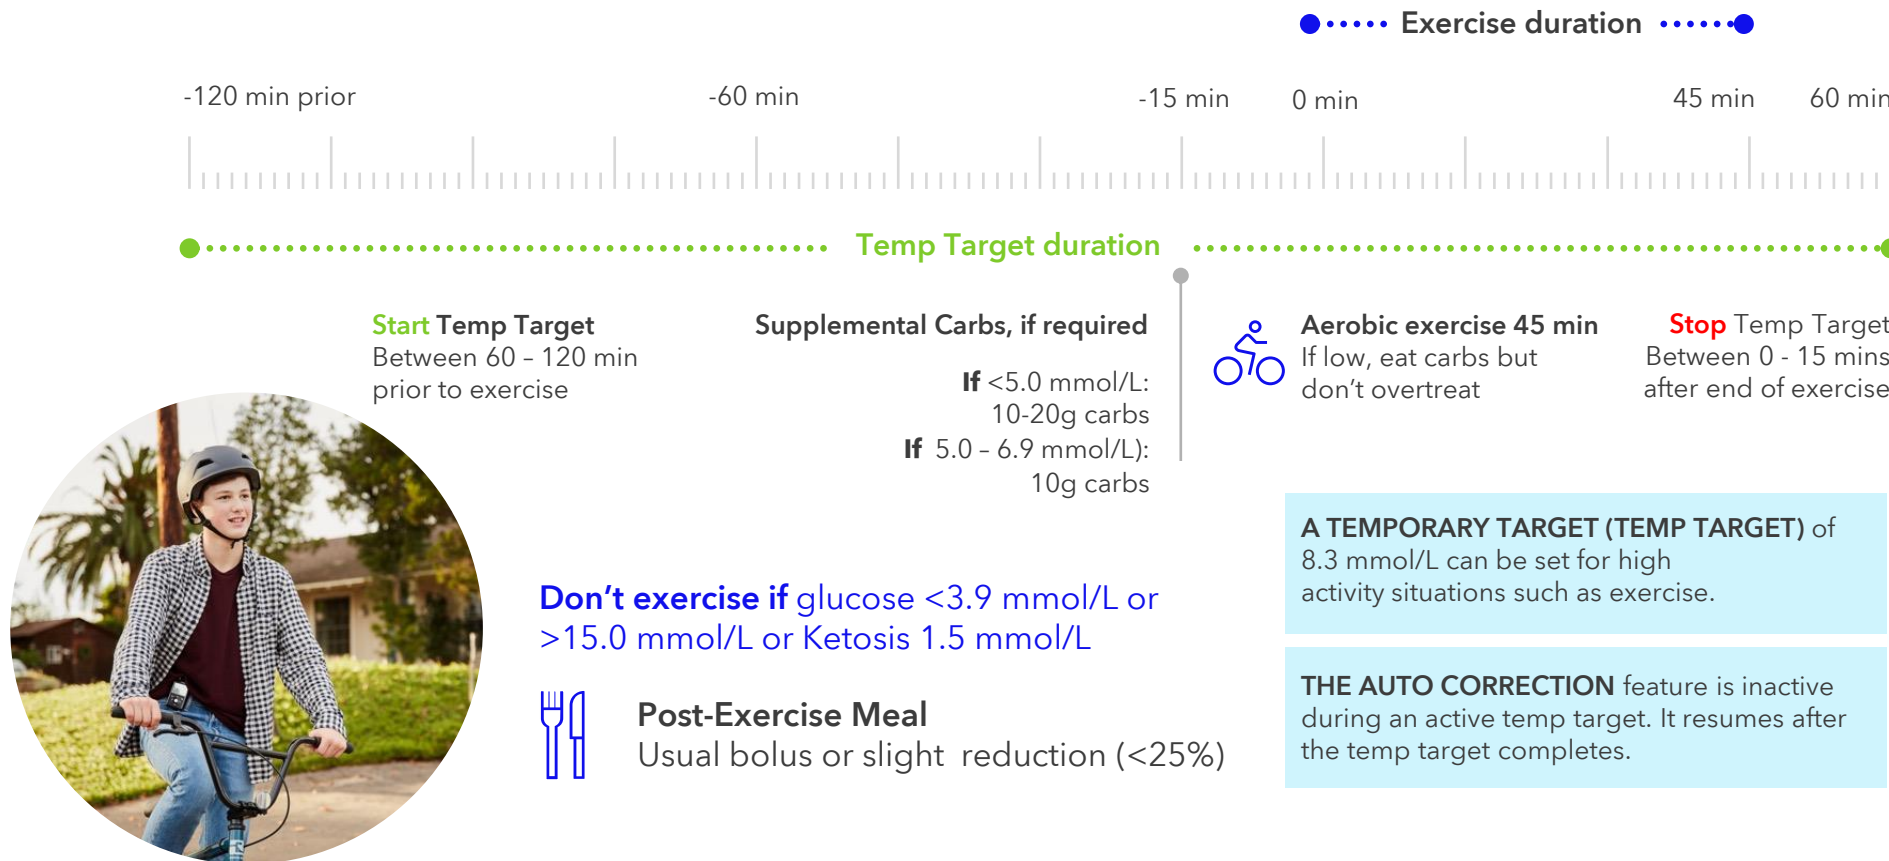 Exercise duration
-120 min prior
-60 min
-15 min
0 min
45 min
60 min
Temp Target duration
Start Temp Target
Between 60 – 120 min
prior to exercise
Supplemental Carbs, if required
If <5.0 mmol/L:
10-20g carbs
If 5.0 – 6.9 mmol/L):
10g carbs
Aerobic exercise 45 min
If low, eat carbs but
don't overtreat
Stop Temp Target
Between 0 - 15 mins
after end of exercise
Don't exercise if glucose <3.9 mmol/L or
>15.0 mmol/L or Ketosis 1.5 mmol/L
Post-Exercise Meal
Usual bolus or slight reduction (<25%)
A TEMPORARY TARGET (TEMP TARGET) of
8.3 mmol/L can be set for high
activity situations such as exercise.
THE AUTO CORRECTION feature is inactive
during an active temp target. It resumes after
the temp target completes.